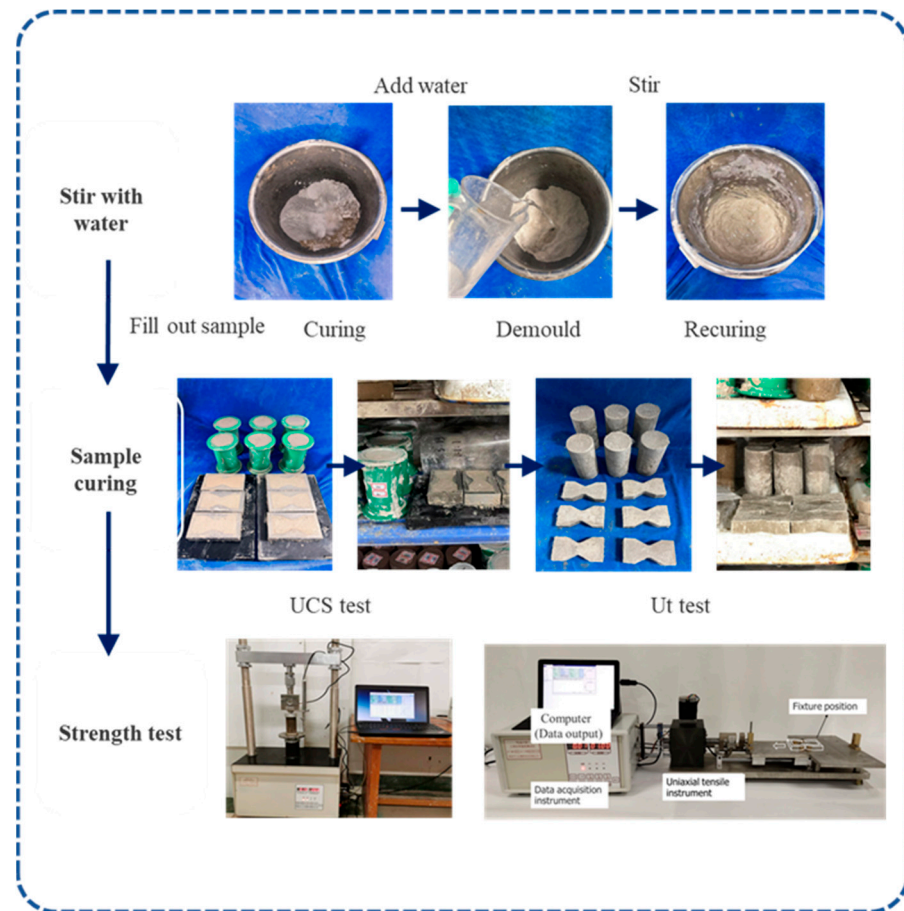 Add water
Stir
Stir with
water
Fill out sample
Curing
Demould
Recuring
Sample
curing
UCS test
Ut test
Strength test
Computer
(Data output)
Fixture position
Data acquisition
instrument
Uniaxial tensile
instrument